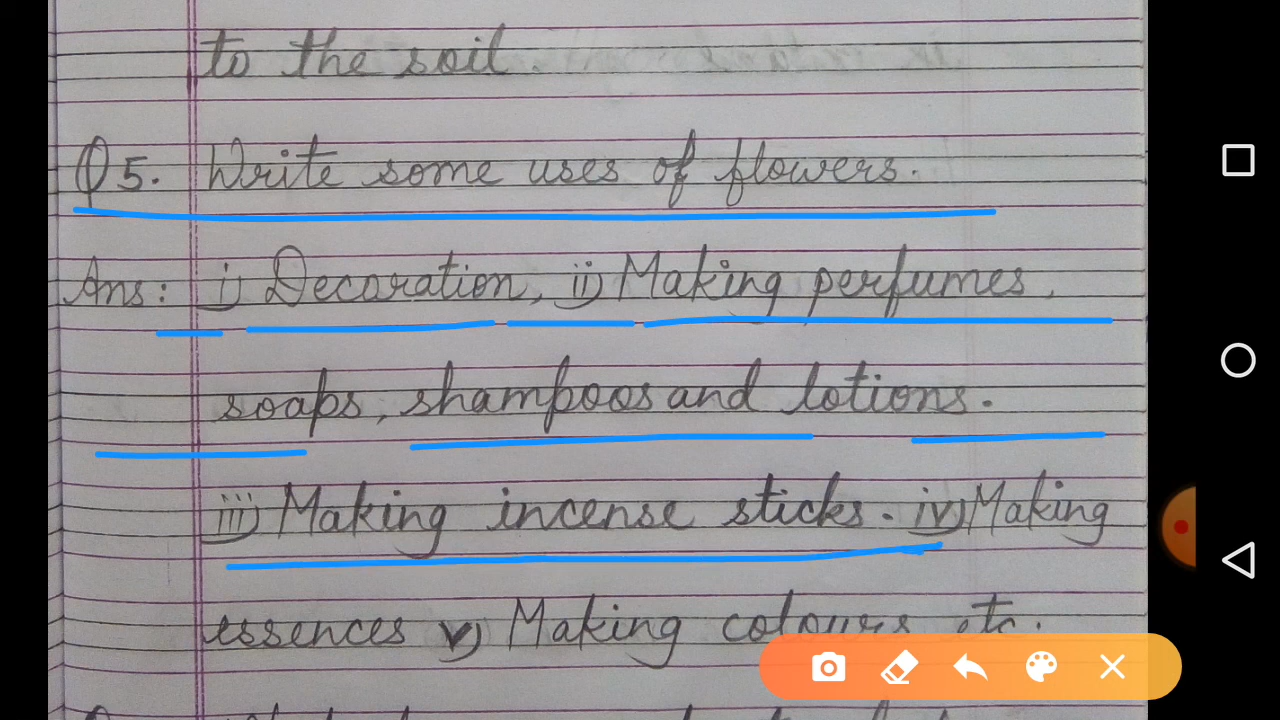 to the soil.
Q5. Write some uses of flowers.
Ans: i) Decoration, ii) Making perfumes,
soaps, shampoos and lotions.
iii) Making incense sticks. iv) Making
essences v) Making colours etc.